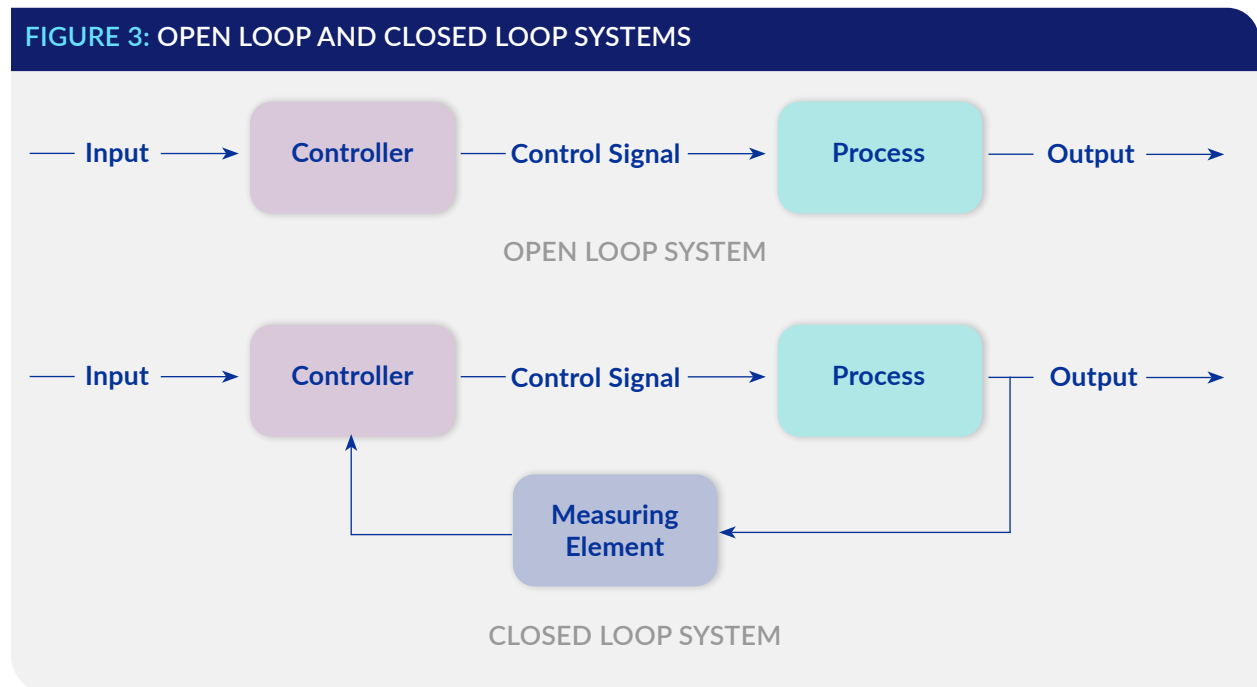 FIGURE 3: OPEN LOOP AND CLOSED LOOP SYSTEMS
Input
Controller
Control Signal
Process
Output
OPEN LOOP SYSTEM
Input
Controller
Control Signal
Process
Output
Measuring
Element
CLOSED LOOP SYSTEM